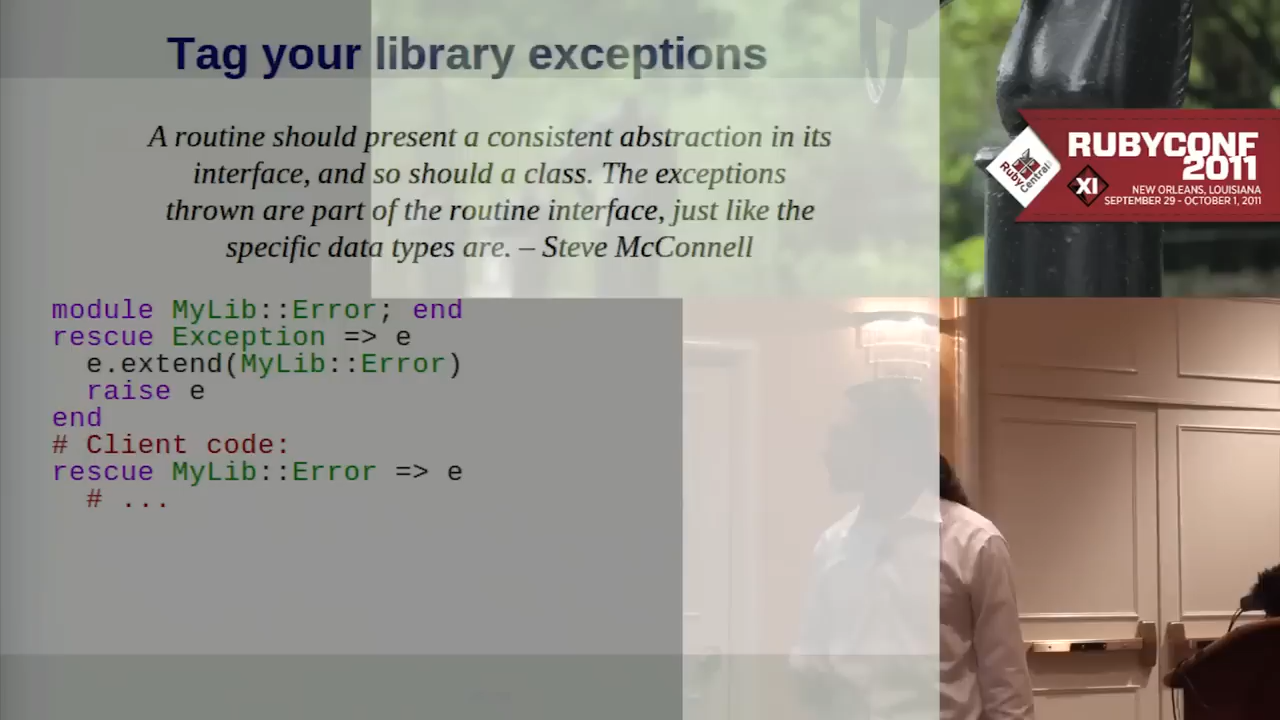 Tag your library exceptions
A routine should present a consistent abstraction in its
interface, and so should a class. The exceptions
thrown are part of the routine interface, just like the
specific data types are. – Steve McConnell
module MyLib::Error; end
rescue Exception => e
  e.extend(MyLib::Error)
  raise e
end
# Client code:
rescue MyLib::Error => e
  # ...
RUBYCONF
2011
RubyCentral
XI
NEW ORLEANS, LOUISIANA
SEPTEMBER 29 - OCTOBER 1, 2011